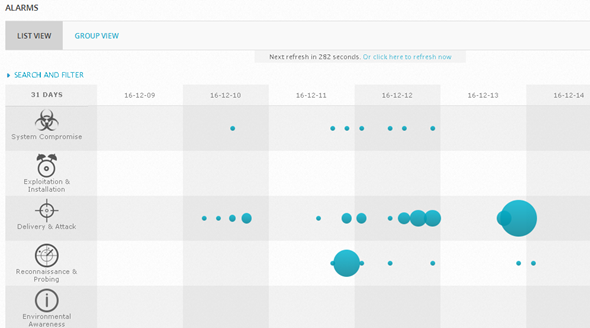 ALARMS
LIST VIEW
GROUP VIEW
Next refresh in 282 seconds. Or click here to refresh now
SEARCH AND FILTER
31 DAYS
16-12-09
16-12-10
16-12-11
16-12-12
16-12-13
16-12-14
System Compromise
Exploitation &
Installation
Delivery & Attack
Reconnaissance &
Probing
Environmental
Awareness